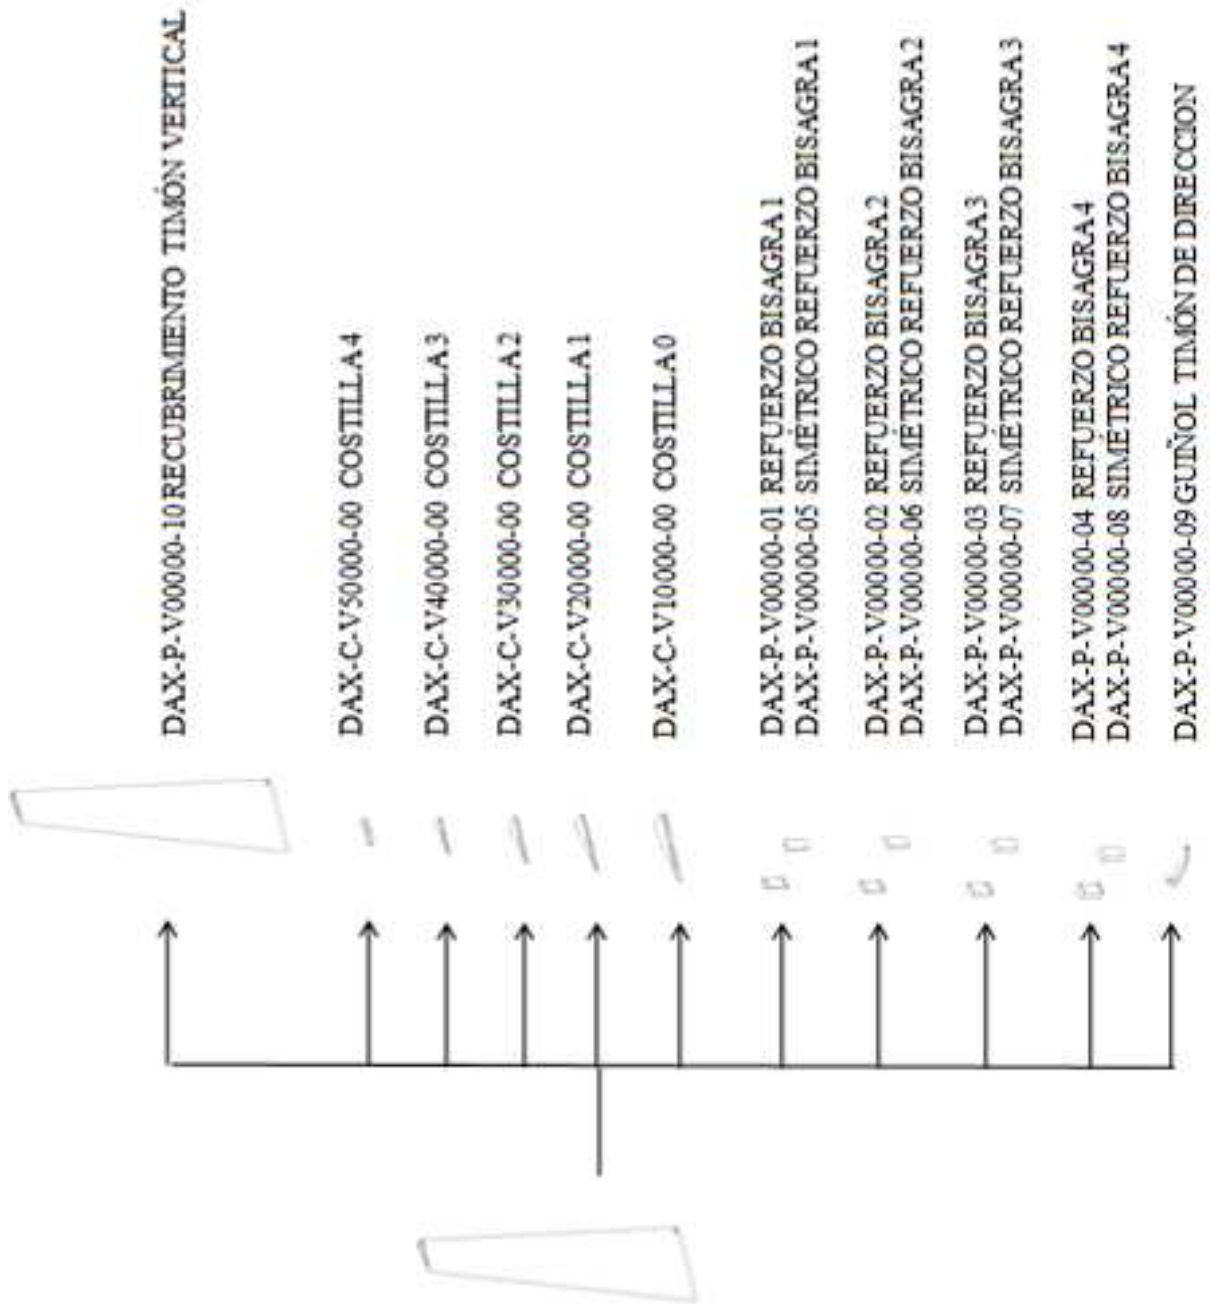 DAX-P-V00000-10 RECUBRIMIENTO TIMÓN VERTICAL
DAX-C-V50000-00 COSTILLA 4
DAX-C-V40000-00 COSTILLA 3
DAX-C-V30000-00 COSTILLA 2
DAX-C-V20000-00 COSTILLA 1
DAX-C-V10000-00 COSTILLA 0
DAX-P-V00000-01 REFUERZO BISAGRA 1
DAX-P-V00000-05 SIMÉTRICO REFUERZO BISAGRA 1
DAX-P-V00000-02 REFUERZO BISAGRA 2
DAX-P-V00000-06 SIMÉTRICO REFUERZO BISAGRA 2
DAX-P-V00000-03 REFUERZO BISAGRA 3
DAX-P-V00000-07 SIMÉTRICO REFUERZO BISAGRA 3
DAX-P-V00000-04 REFUERZO BISAGRA 4
DAX-P-V00000-08 SIMÉTRICO REFUERZO BISAGRA 4
DAX-P-V00000-09 GUIÑOL TIMÓN DE DIRECCION